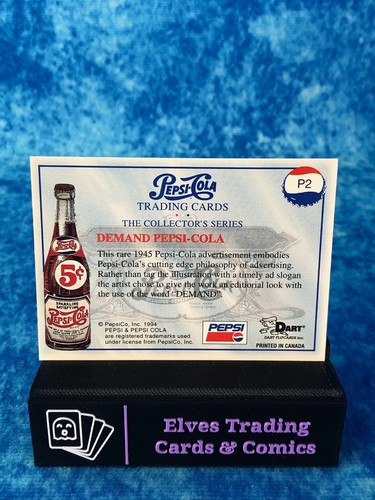 PEPSI-COLA
TRADING CARDS
THE COLLECTOR'S SERIES
P2
DEMAND PEPSI-COLA
This rare 1945 Pepsi-Cola advertisement embodies
Pepsi-Cola's cutting edge philosophy of advertising.
Rather than tag the illustration with a timely ad slogan
the artist chose to give the work an editorial look with
the use of the word "DEMAND".
5¢
SPARKLING
SATISFYING
PEPSI-COLA
© PepsiCo, Inc. 1994
PEPSI & PEPSI COLA
are registered trademarks used
under license from PepsiCo, Inc.
PEPSI
DART
DART FLIPCARDS INC.
PRINTED IN CANADA
Elves Trading
Cards & Comics